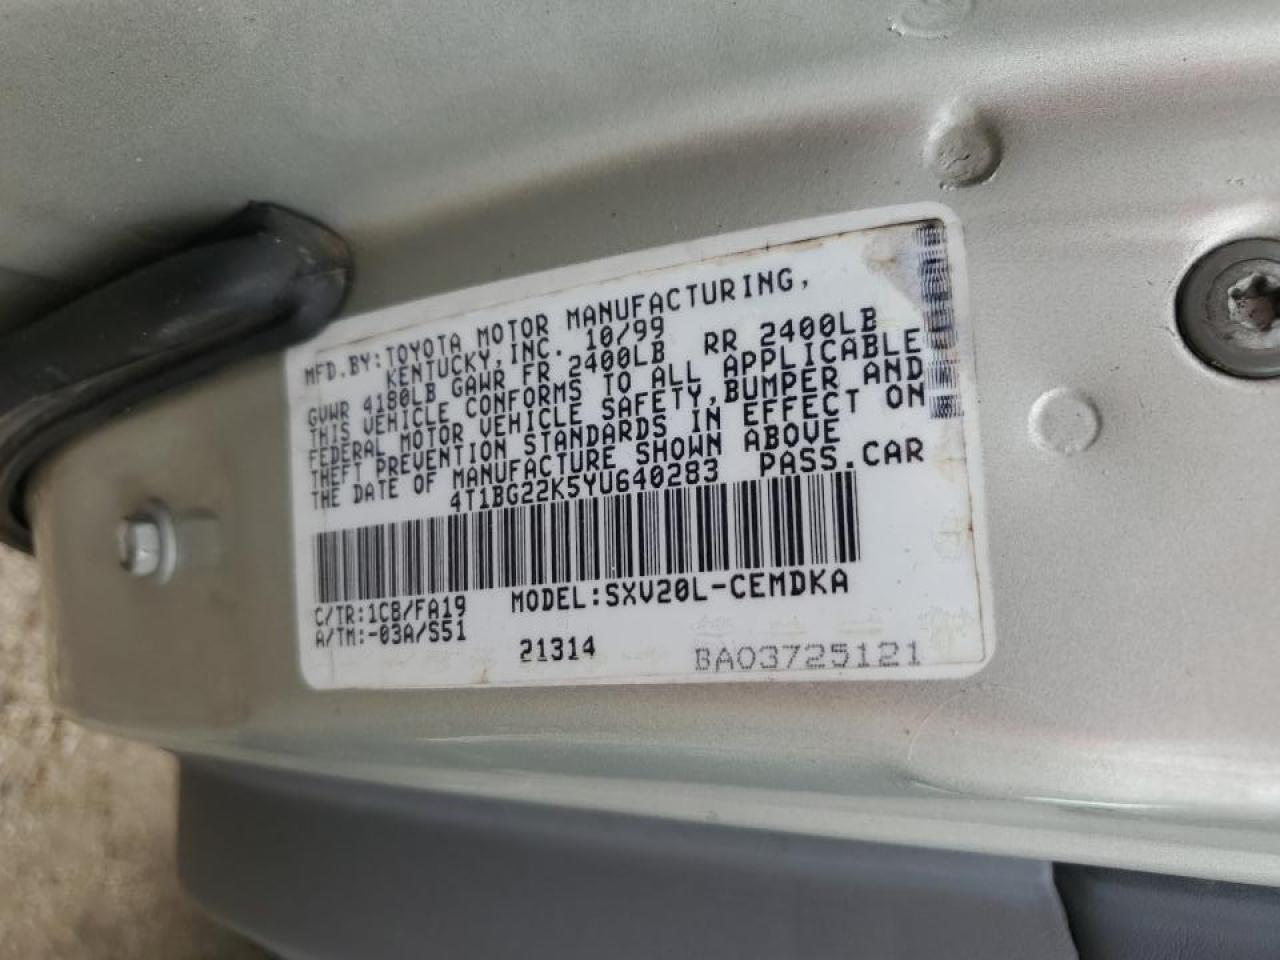 MFD.BY:TOYOTA MOTOR MANUFACTURING,
KENTUCKY,INC. 10/99
GVWR 4180LB GAWR FR 2400LB RR 2400LB
THIS VEHICLE CONFORMS TO ALL APPLICABLE
FEDERAL MOTOR VEHICLE SAFETY,BUMPER AND
THEFT PREVENTION STANDARDS IN EFFECT ON
THE DATE OF MANUFACTURE SHOWN ABOVE
4T1BG22K5YU640283 PASS.CAR
C/TR:1C8/FA19 MODEL:SXV20L-CEMDKA
A/TM:-03A/S51
21314 BA03725121